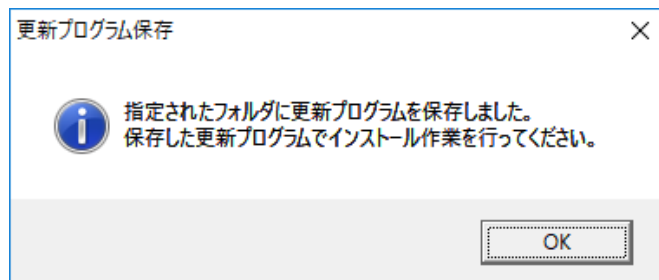 更新プログラム保存
指定されたフォルダに更新プログラムを保存しました。
保存した更新プログラムでインストール作業を行ってください。
OK